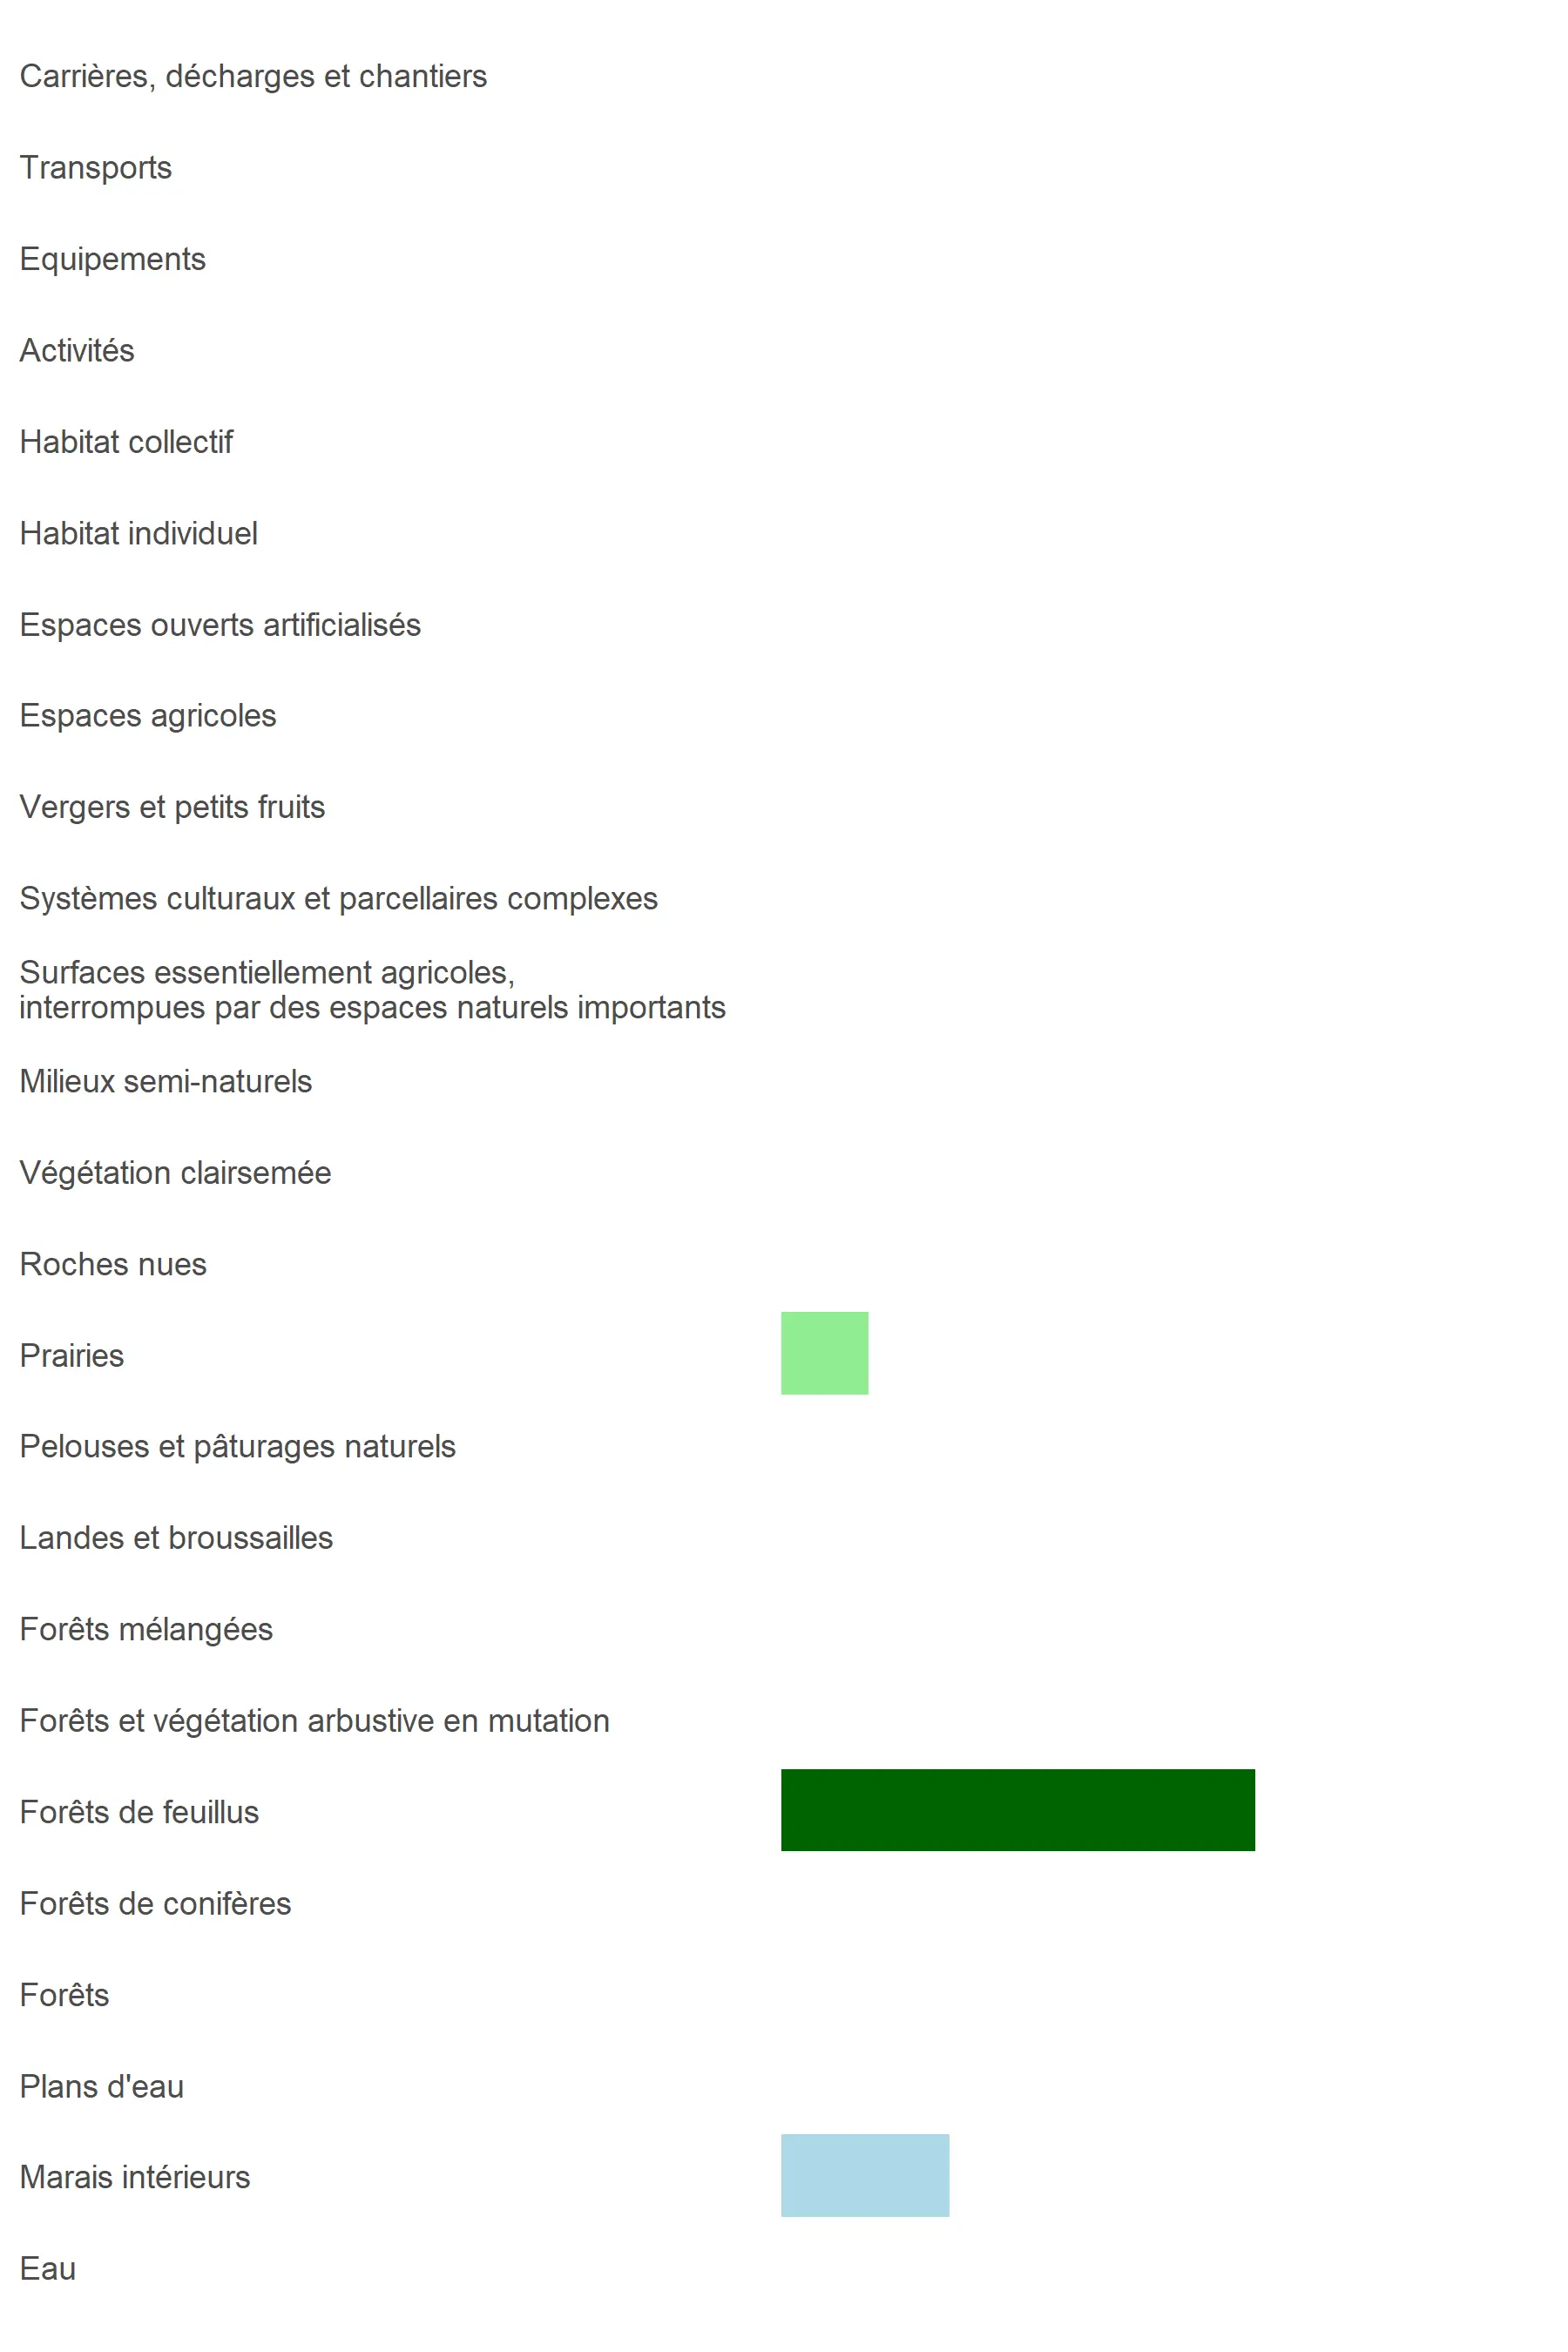 Carrières, décharges et chantiers
Transports
Equipements
Activités
Habitat collectif
Habitat individuel
Espaces ouverts artificialisés
Espaces agricoles
Vergers et petits fruits
Systèmes culturaux et parcellaires complexes
Surfaces essentiellement agricoles,
interrompues par des espaces naturels importants
Milieux semi-naturels
Végétation clairsemée
Roches nues
Prairies
Pelouses et pâturages naturels
Landes et broussailles
Forêts mélangées
Forêts et végétation arbustive en mutation
Forêts de feuillus
Forêts de conifères
Forêts
Plans d'eau
Marais intérieurs
Eau